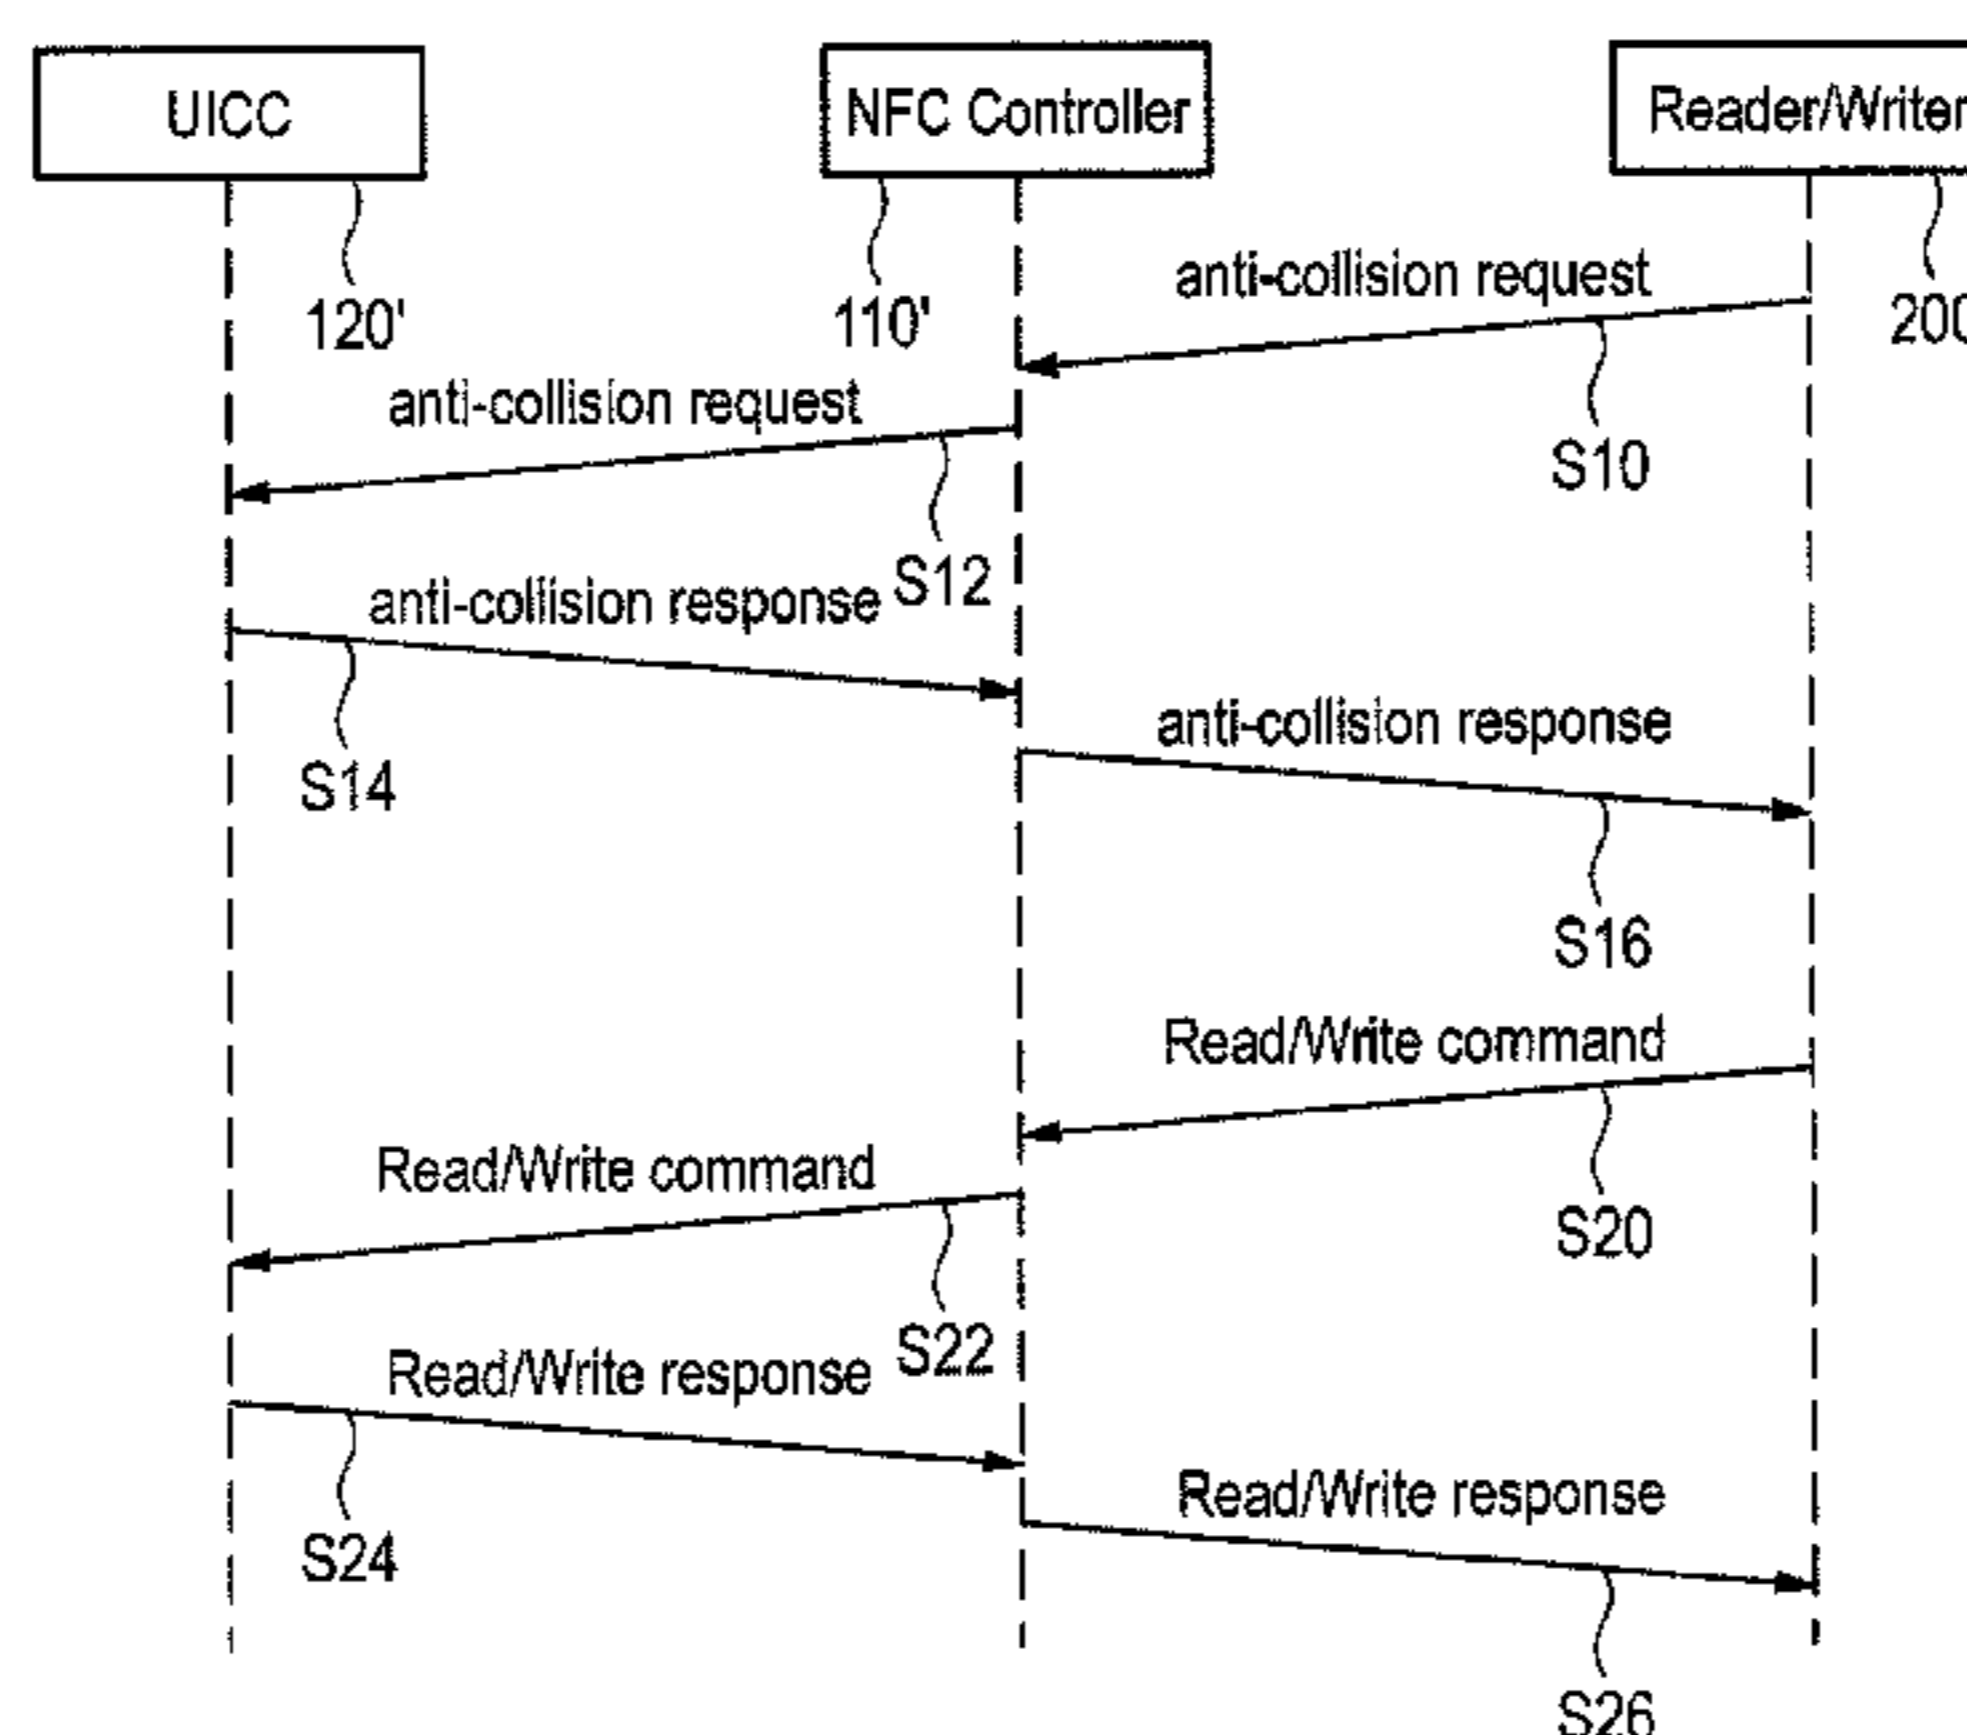 UICC
NFC Controller
Reader/Writer
120'
110'
200
anti-collision request
S10
anti-collision request
S12
anti-collision response
S14
anti-collision response
S16
Read/Write command
S20
Read/Write command
S22
Read/Write response
S24
Read/Write response
S26